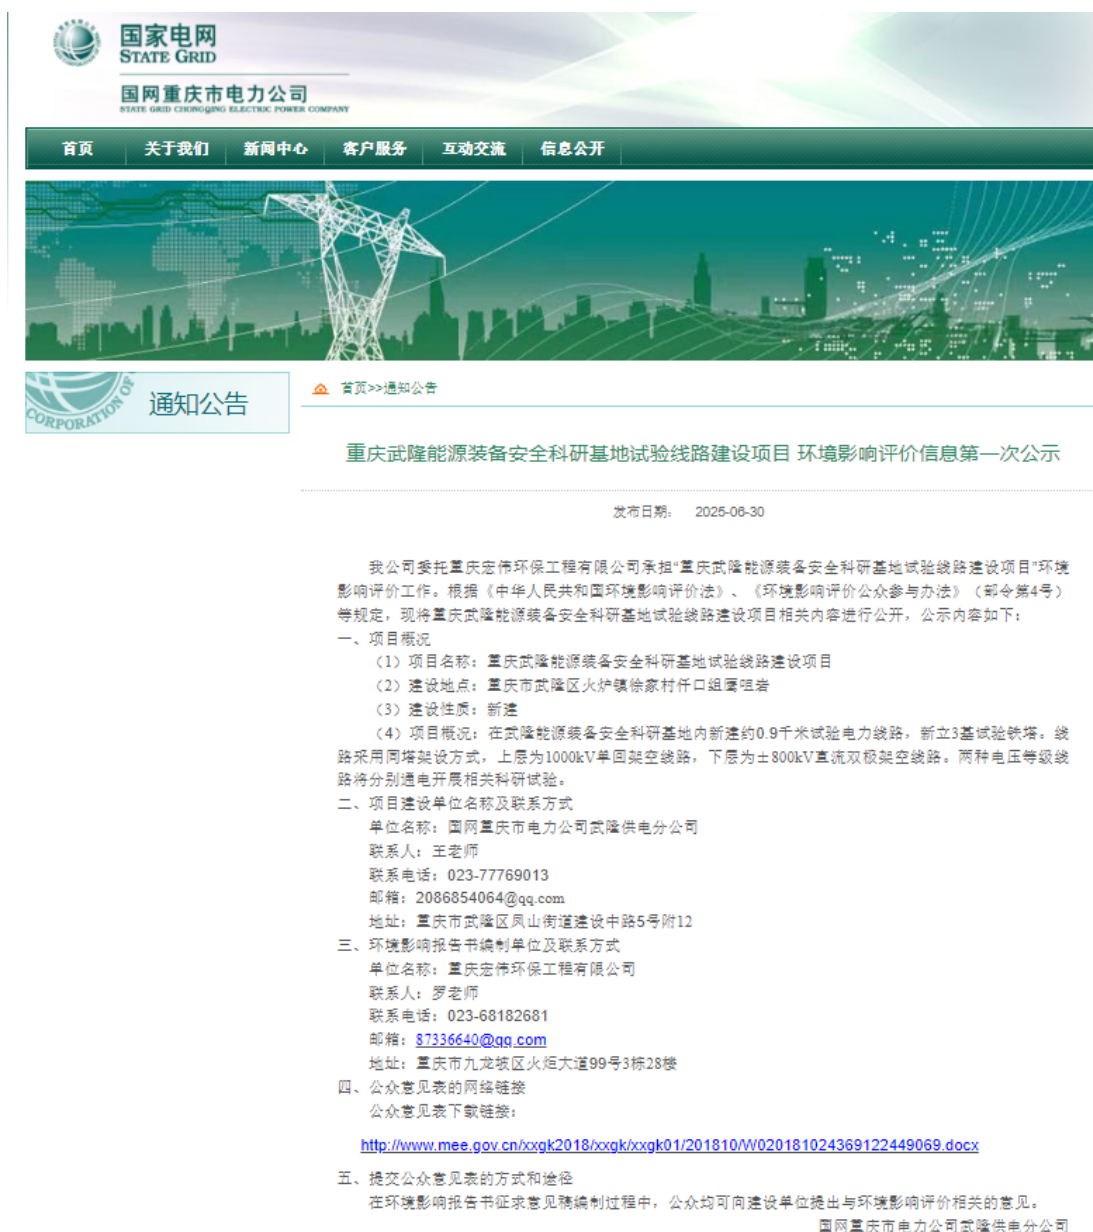 国家电网
STATE GRID
国网重庆市电力公司
STATE GRID CHONGQING ELECTRIC POWER COMPANY
首页 关于我们 新闻中心 客户服务 互动交流 信息公开
CORPORATION OF
通知公告
首页>>通知公告
重庆武隆能源装备安全科研基地试验线路建设项目 环境影响评价信息第一次公示
发布日期： 2025-06-30
我公司委托重庆宏伟环保工程有限公司承担“重庆武隆能源装备安全科研基地试验线路建设项目”环境
影响评价工作。根据《中华人民共和国环境影响评价法》、《环境影响评价公众参与办法》（部令第4号）
等规定，现将重庆武隆能源装备安全科研基地试验线路建设项目相关内容进行公开，公示内容如下：
一、项目概况
（1）项目名称：重庆武隆能源装备安全科研基地试验线路建设项目
（2）建设地点：重庆市武隆区火炉镇徐家村仟口组鹰咀岩
（3）建设性质：新建
（4）项目概况：在武隆能源装备安全科研基地内新建约0.9千米试验电力线路，新立3基试验铁塔。线
路采用同塔架设方式，上层为1000kV单回架空线路，下层为±800kV直流双极架空线路。两种电压等级线
路将分别通电开展相关科研试验。
二、项目建设单位名称及联系方式
单位名称：国网重庆市电力公司武隆供电分公司
联系人：王老师
联系电话：023-77769013
邮箱：2086854064@qq.com
地址：重庆市武隆区凤山街道建设中路5号附12
三、环境影响报告书编制单位及联系方式
单位名称：重庆宏伟环保工程有限公司
联系人：罗老师
联系电话：023-68182681
邮箱：87336640@qq.com
地址：重庆市九龙坡区火炬大道99号3栋28楼
四、公众意见表的网络链接
公众意见表下载链接：
http://www.mee.gov.cn/xxgk2018/xxgk/xxgk01/201810/W020181024369122449069.docx
五、提交公众意见表的方式和途径
在环境影响报告书征求意见稿编制过程中，公众均可向建设单位提出与环境影响评价相关的意见。
国网重庆市电力公司武隆供电分公司